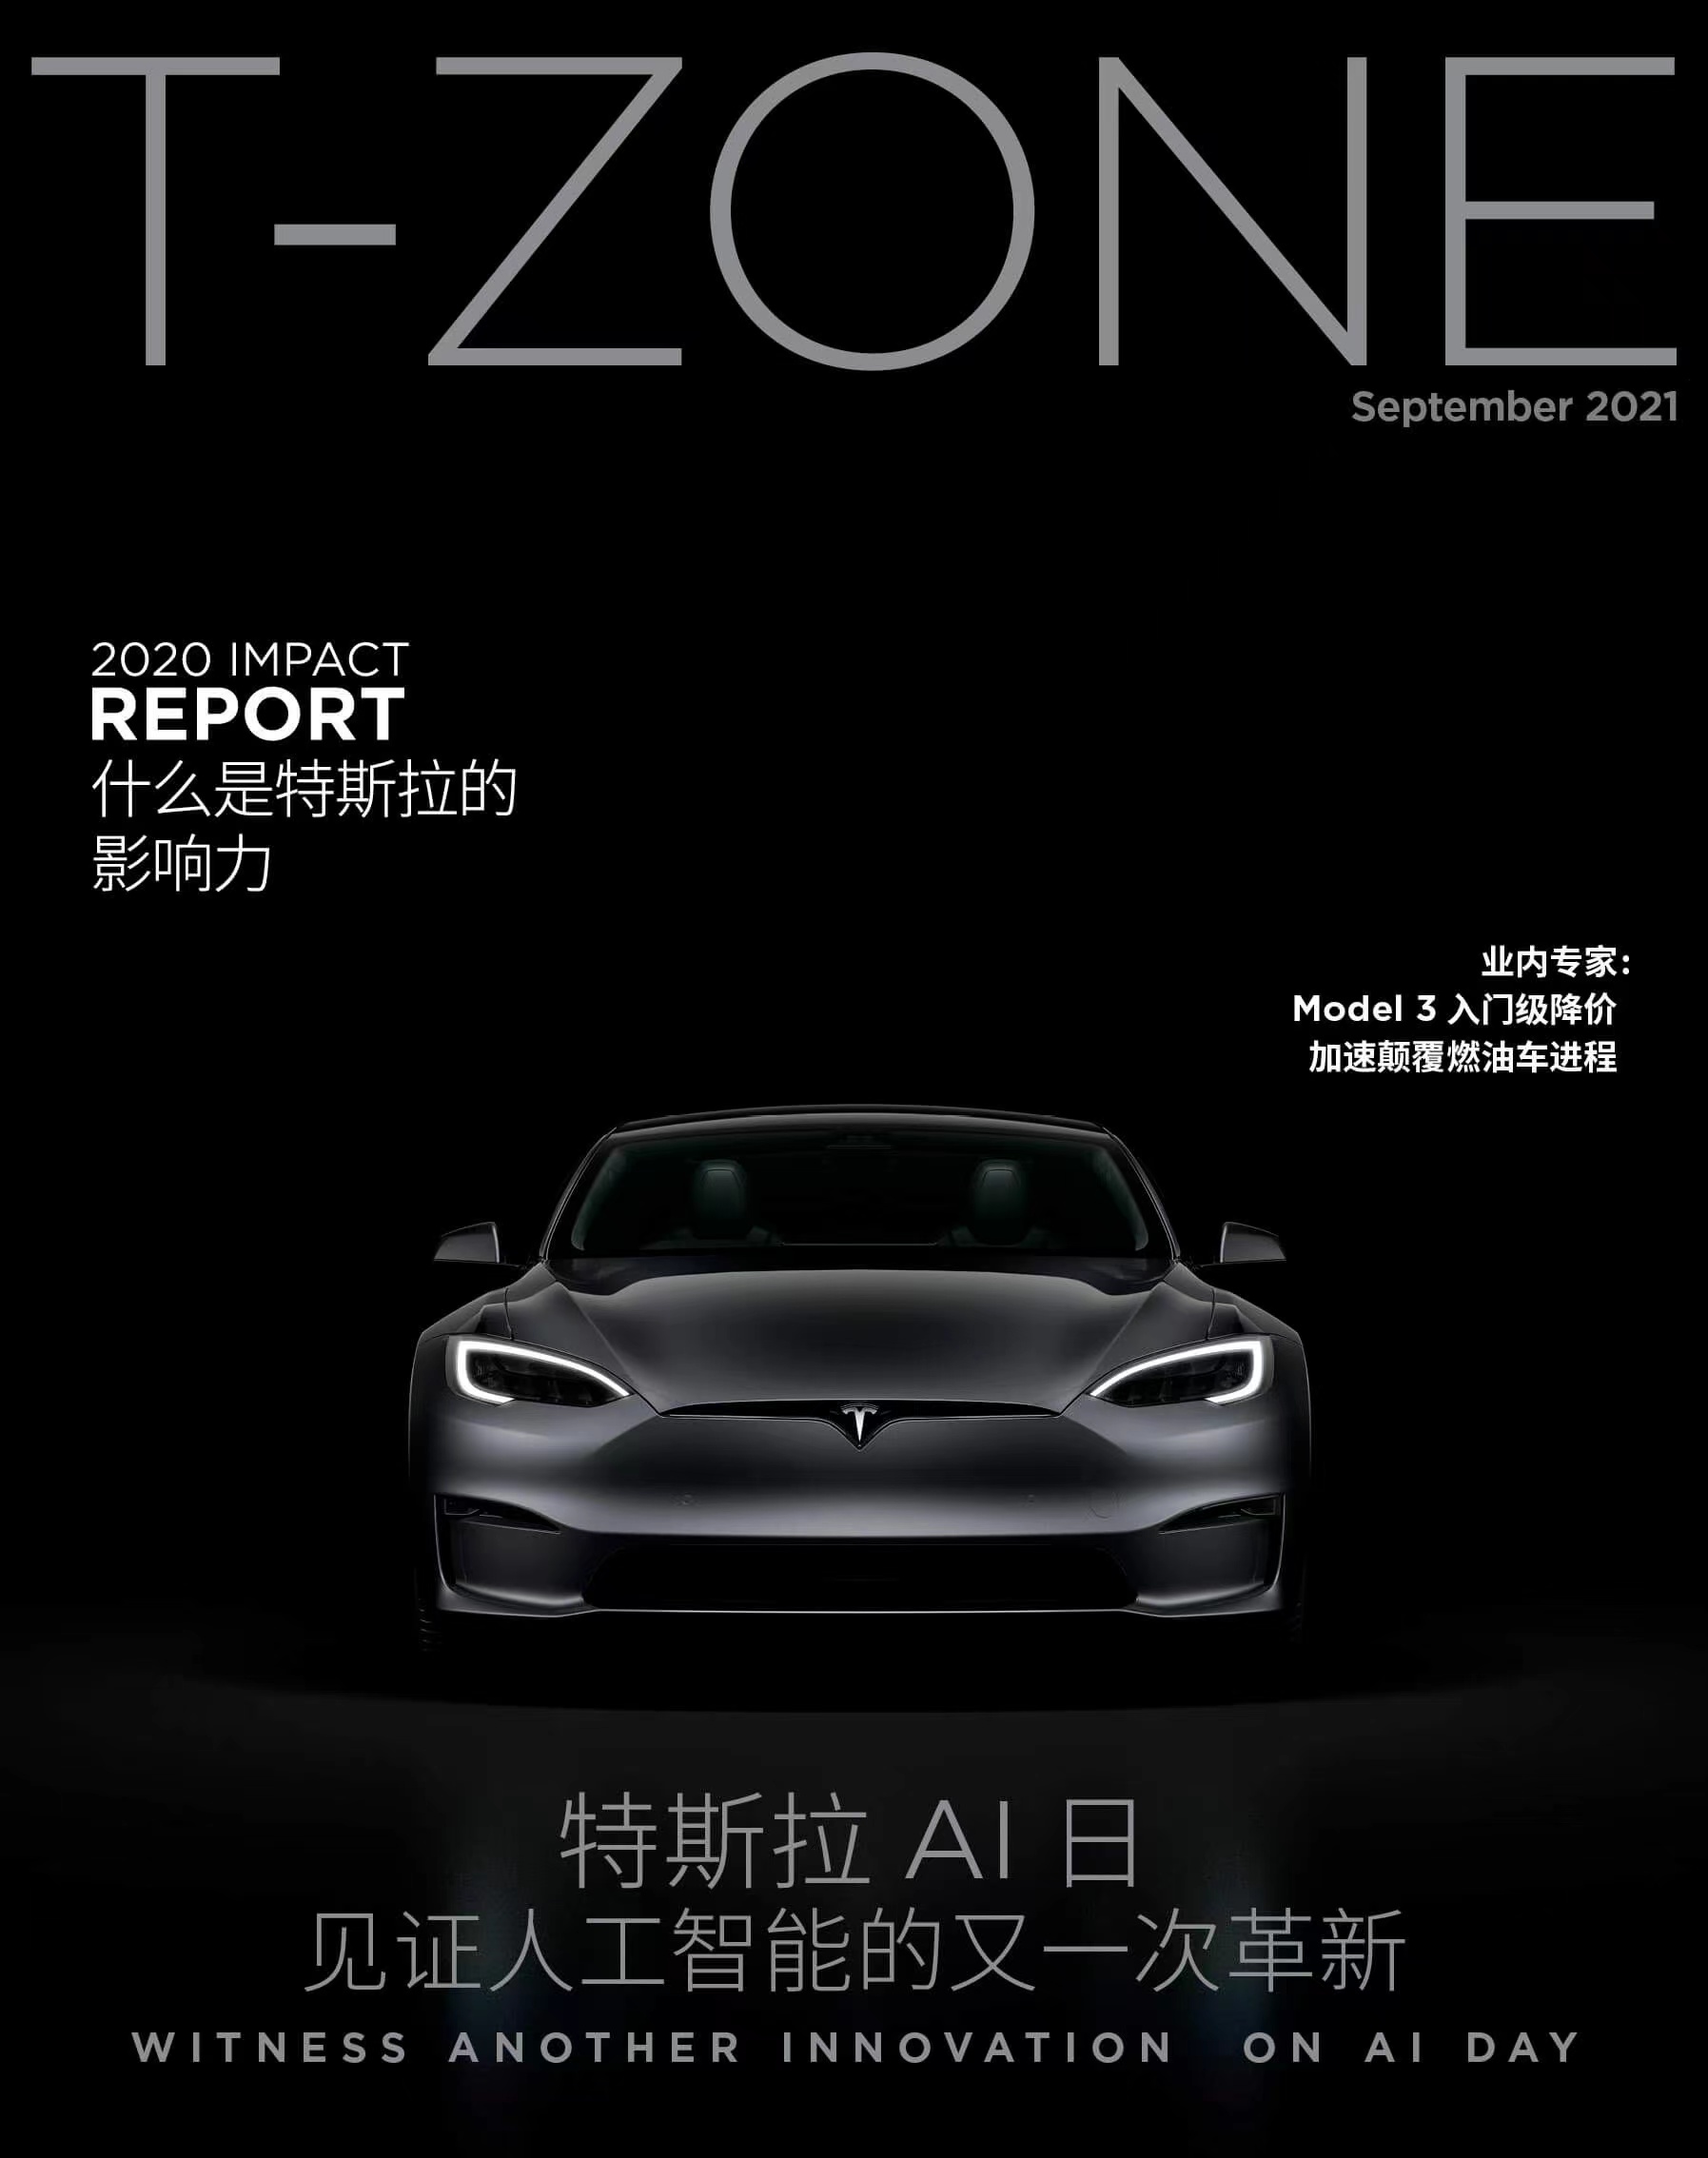 T-ZONE
September 2021
2020 IMPACT
REPORT
什么是特斯拉的
影响力
业内专家：
Model 3 入门级降价
加速颠覆燃油车进程
特斯拉 AI 日
见证人工智能的又一次革新
WITNESS ANOTHER INNOVATION ON AI DAY